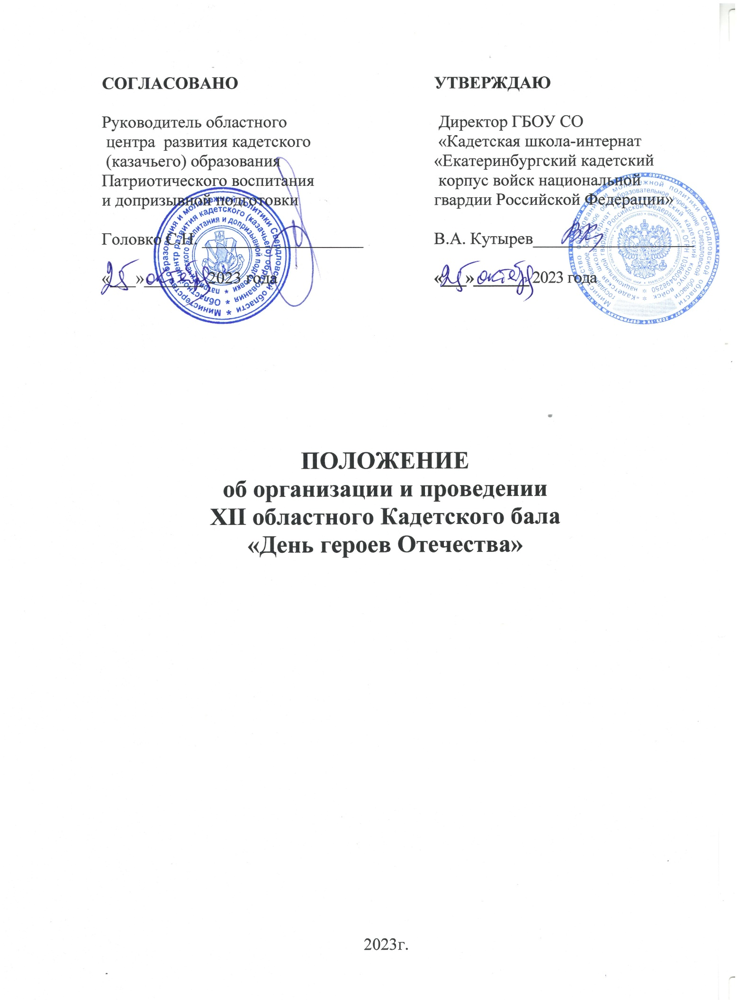 СОГЛАСОВАНО
Руководитель областного
центра развития кадетского
(казачьего) образования
Патриотического воспитания
и допризывной подготовки
Головко С.Н. ____________________
«25» октября 2023 года
УТВЕРЖДАЮ
Директор ГБОУ СО
«Кадетская школа-интернат
«Екатеринбургский кадетский
корпус войск национальной
гвардии Российской Федерации»
В.А. Кутырев____________________
«25» октября 2023 года
Министерство образования и молодежной политики Свердловской области
Областной центр развития кадетского (казачьего) образования
патриотического воспитания и допризывной подготовки
Министерство образования и молодежной политики Свердловской области
государственное бюджетное общеобразовательное учреждение Свердловской области
«Кадетская школа-интернат «Екатеринбургский кадетский корпус войск
национальной гвардии Российской Федерации» * ОГРН 1036603498250
ПОЛОЖЕНИЕ
об организации и проведении
XII областного Кадетского бала
«День героев Отечества»
2023г.